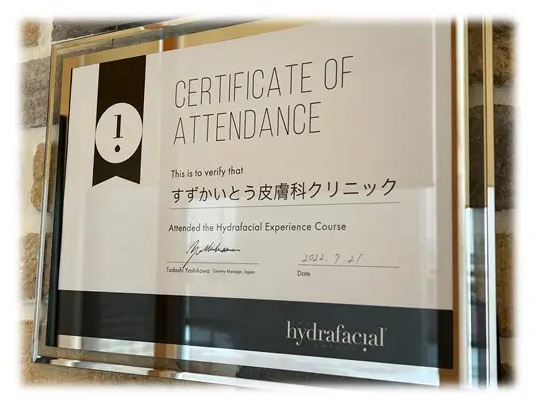 CERTIFICATE OF
ATTENDANCE
This is to verify that
すずかいとう皮膚科クリニック
Attended the Hydrafacial Experience Course
Tadashi Yoshikawa Country Manager, Japan
2022.7.21
Date
hydrafacial